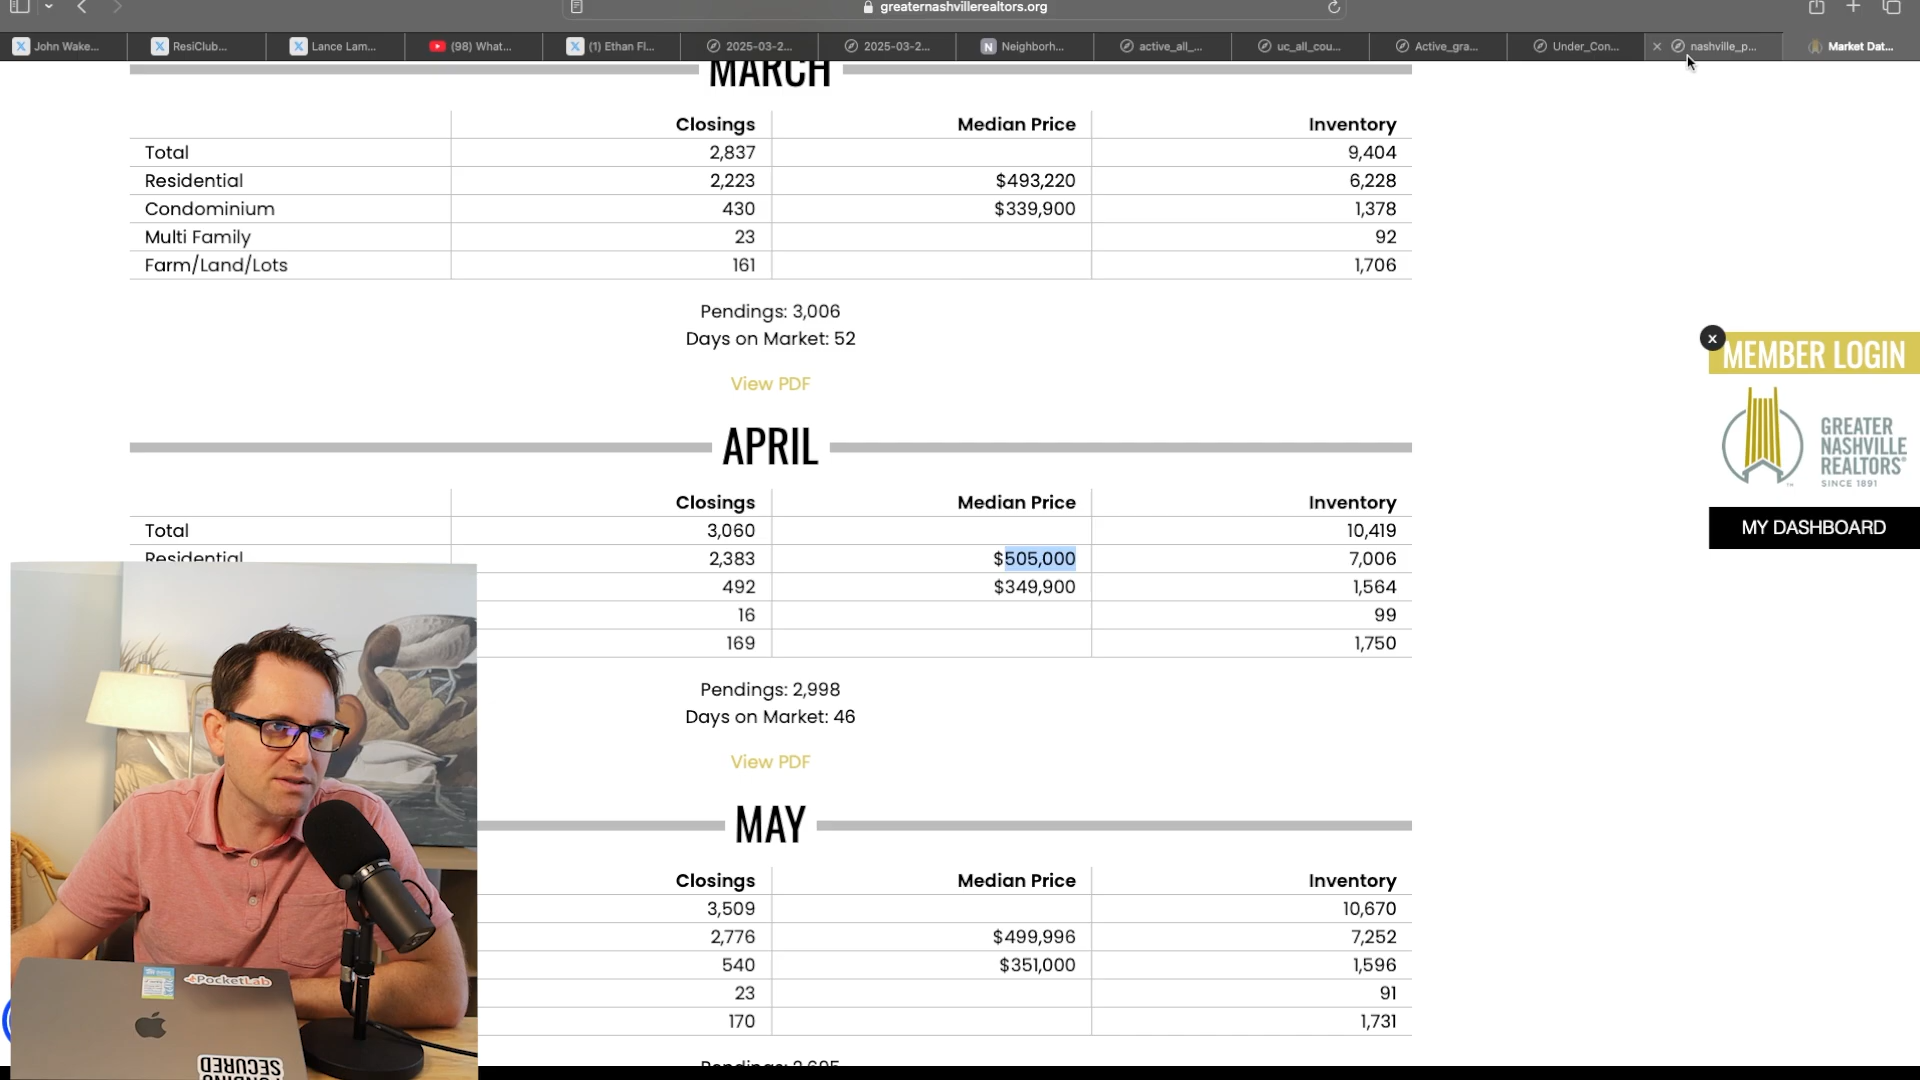 greaternashvillerealtors.org
John Wake...
ResiClub...
Lance Lam...
(98) What...
(1) Ethan Fl...
2025-03-2...
2025-03-2...
Neighborh...
active_all_...
uc_all_cou...
Active_gra...
Under_Con...
nashville_p...
Market Dat...
MARCH
Closings Median Price Inventory
Total 2,837 9,404
Residential 2,223 $493,220 6,228
Condominium 430 $339,900 1,378
Multi Family 23 92
Farm/Land/Lots 161 1,706
Pendings: 3,006
Days on Market: 52
View PDF
MEMBER LOGIN
GREATER
NASHVILLE
REALTORS®
SINCE 1891
MY DASHBOARD
APRIL
Closings Median Price Inventory
Total 3,060 10,419
Residential 2,383 $505,000 7,006
492 $349,900 1,564
16 99
169 1,750
Pendings: 2,998
Days on Market: 46
View PDF
MAY
Closings Median Price Inventory
3,509 10,670
2,776 $499,996 7,252
540 $351,000 1,596
23 91
170 1,731
Pendings: 2,695
PocketLab
SECURED